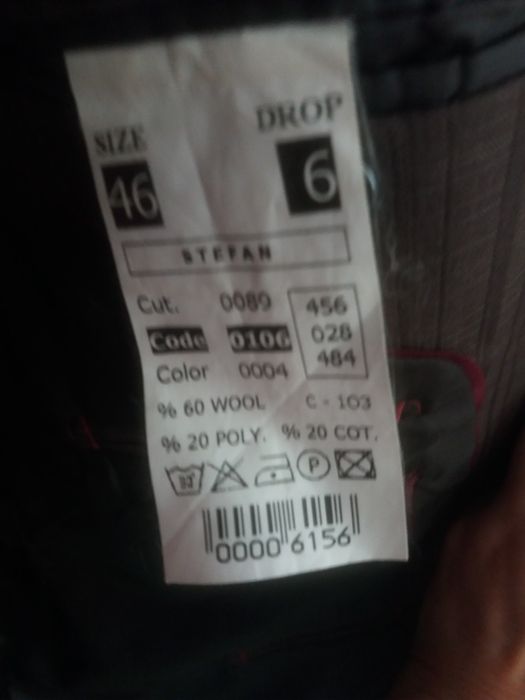 SIZE DROP
46 6
STEFAN
Cut. 0089 456
Code 0106 028
Color 0004 484
% 60 WOOL C - 103
% 20 POLY. % 20 COT.
P
0000 6156